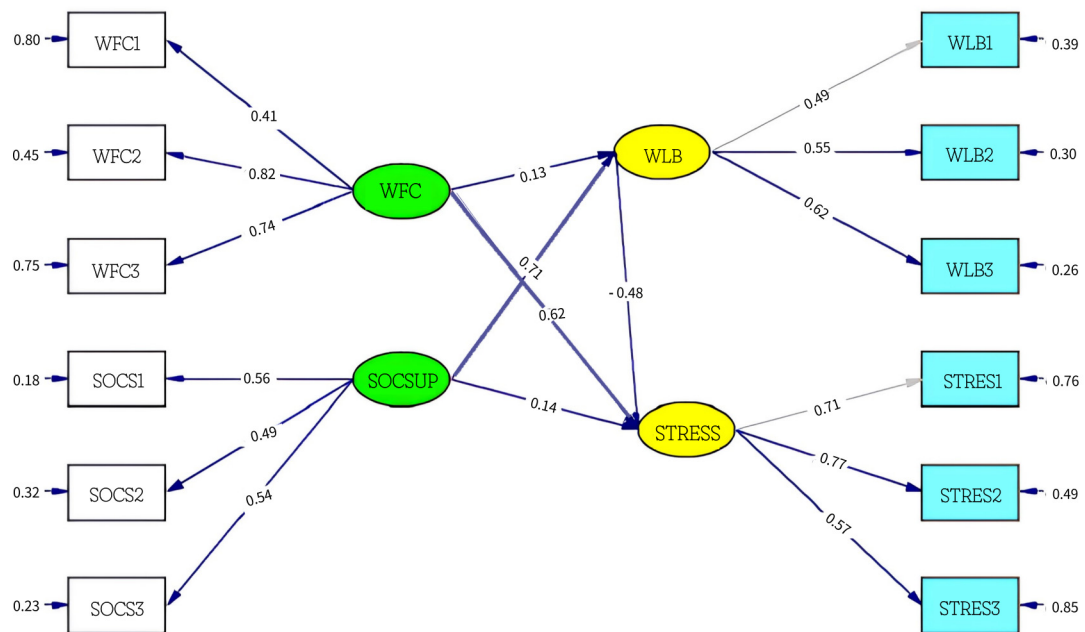 0.80
WFC1
WLB1
0.39
0.49
0.41
0.45
WFC2
0.82
WFC
0.13
WLB
0.55
WLB2
0.30
0.62
0.74
0.75
WFC3
0.71
- 0.48
WLB3
0.26
0.62
0.18
SOCS1
0.56
SOCSUP
0.14
0.71
STRES1
0.76
0.49
STRESS
0.77
0.32
SOCS2
0.54
STRES2
0.49
0.57
0.23
SOCS3
STRES3
0.85